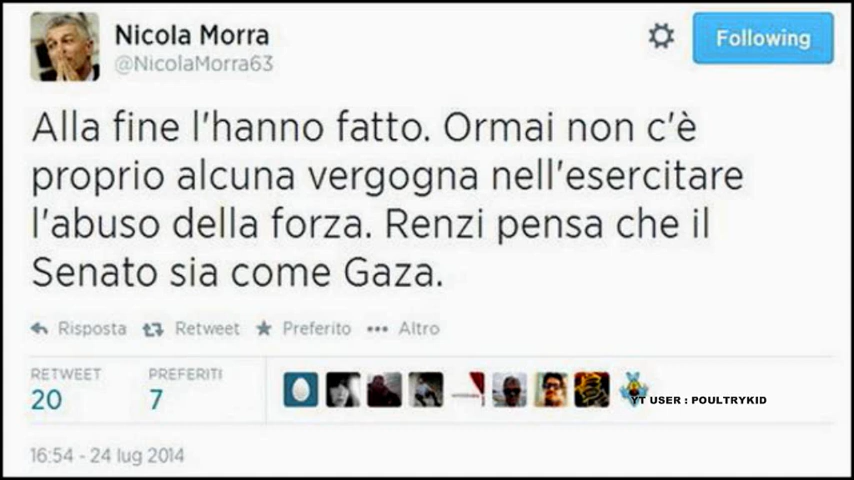 Nicola Morra
@NicolaMorra63
Following
Alla fine l'hanno fatto. Ormai non c'è
proprio alcuna vergogna nell'esercitare
l'abuso della forza. Renzi pensa che il
Senato sia come Gaza.
Risposta Retweet Preferito Altro
RETWEET PREFERITI
20 7
YT USER : POULTRYKID
16:54 - 24 lug 2014